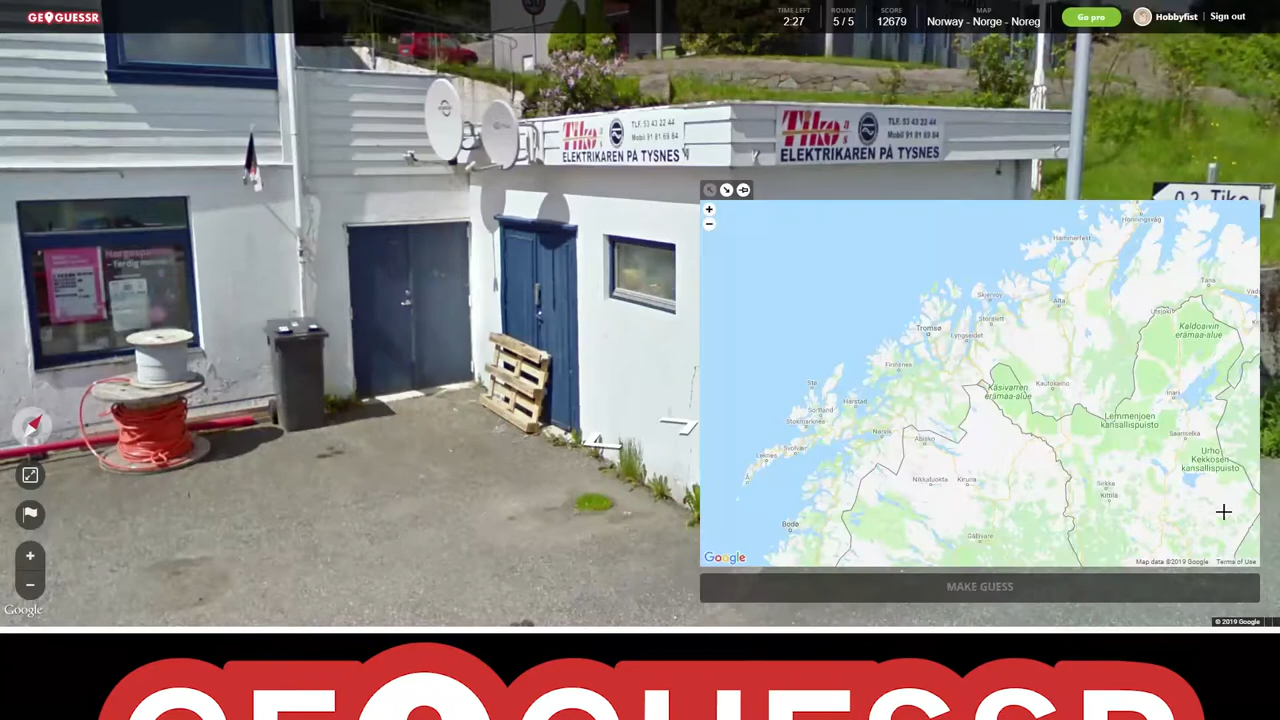 GEOGUESSR
TIME LEFT
2:27
ROUND
5 / 5
SCORE
12679
MAP
Norway - Norge - Noreg
Go pro
Hobbyfist
Sign out
Tiko a s TLF. 53 43 22 44
Mobil 91 81 69 84
ELEKTRIKAREN PÅ TYSNES
Tiko a s TLF. 53 43 22 44
Mobil 91 81 69 84
ELEKTRIKAREN PÅ TYSNES
0,2 Tiko
Honningsvåg
Hammerfest
Tana
Skjervøy
Alta
Utsjoki
Storslett
Tromsø
Lyngseidet
Kaldoaivin
erämaa-alue
Finnsnes
Stø
Käsivarren
erämaa-alue
Kautokeino
Inari
Harstad
Sortland
Stokmarknes
Lemmenjoen
kansallispuisto
Narvik
Abisko
Saariselkä
Svolvær
Leknes
Å
Urho
Kekkosen
kansallispuisto
Nikkaluokta
Kiruna
Sirkka
Kittilä
Bodø
Gällivare
Google
Map data ©2019 Google
Terms of Use
MAKE GUESS
Google
© 2019 Google
GEOGUESSR